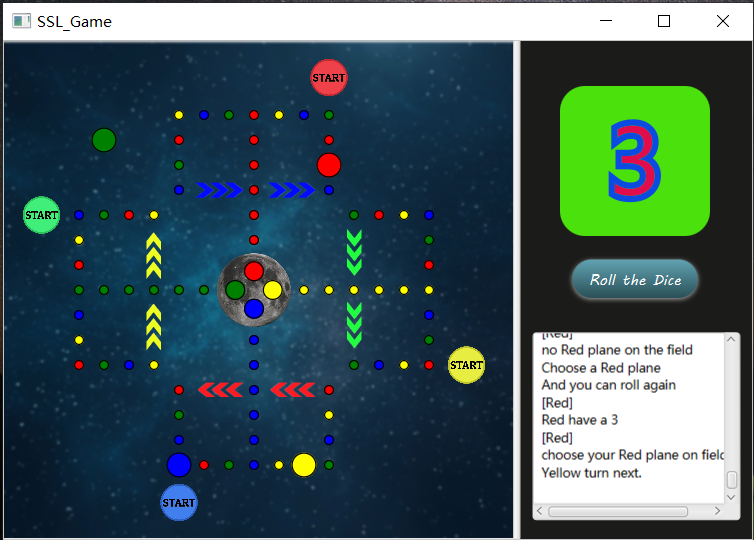 SSL_Game
START
START
START
START
3
Roll the Dice
[Red]
no Red plane on the field
Choose a Red plane
And you can roll again
[Red]
Red have a 3
[Red]
choose your Red plane on field
Yellow turn next.